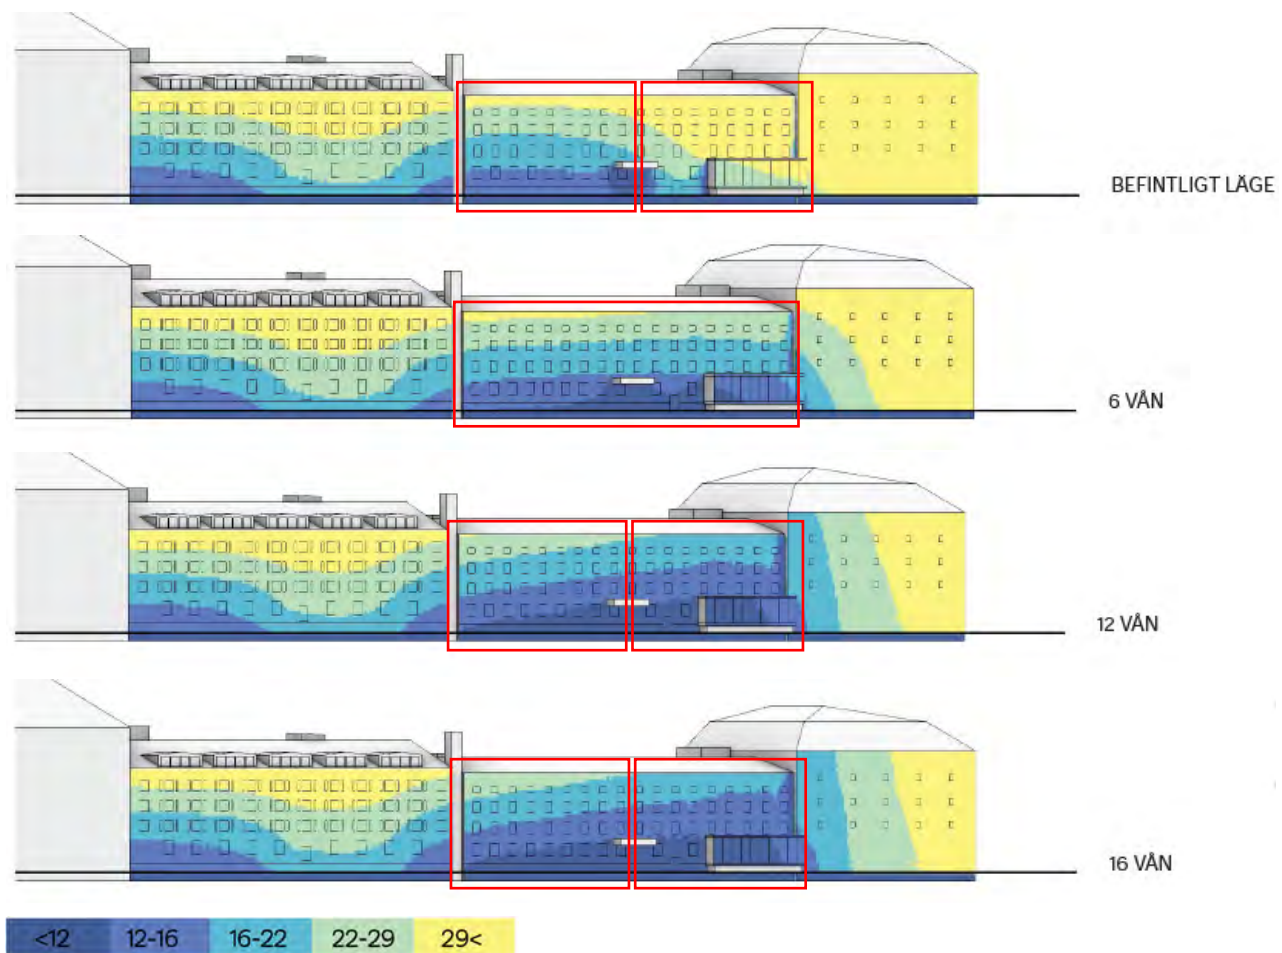 BEFINTLIGT LÄGE
6 VÅN
12 VÅN
16 VÅN
<12 12-16 16-22 22-29 29<